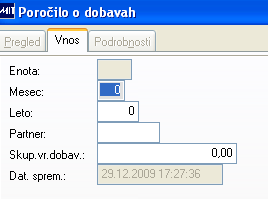 MIT Poročilo o dobavah
Pregled Vnos Podrobnosti
Enota:
Mesec: 0
Leto: 0
Partner:
Skup.vr.dobav.: 0,00
Dat. sprem.: 29.12.2009 17:27:36